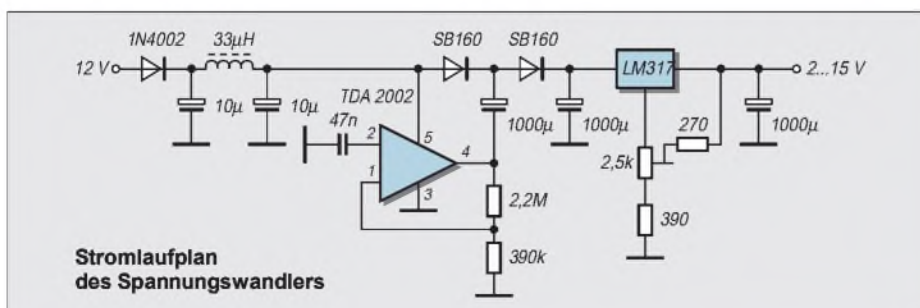 1N4002
33µH
SB160
SB160
12 V
LM317
2...15 V
10µ
10µ
TDA 2002
47n
2
5
4
1
3
1000µ
1000µ
270
1000µ
2,5k
2,2M
390
390k
Stromlaufplan
des Spannungswandlers